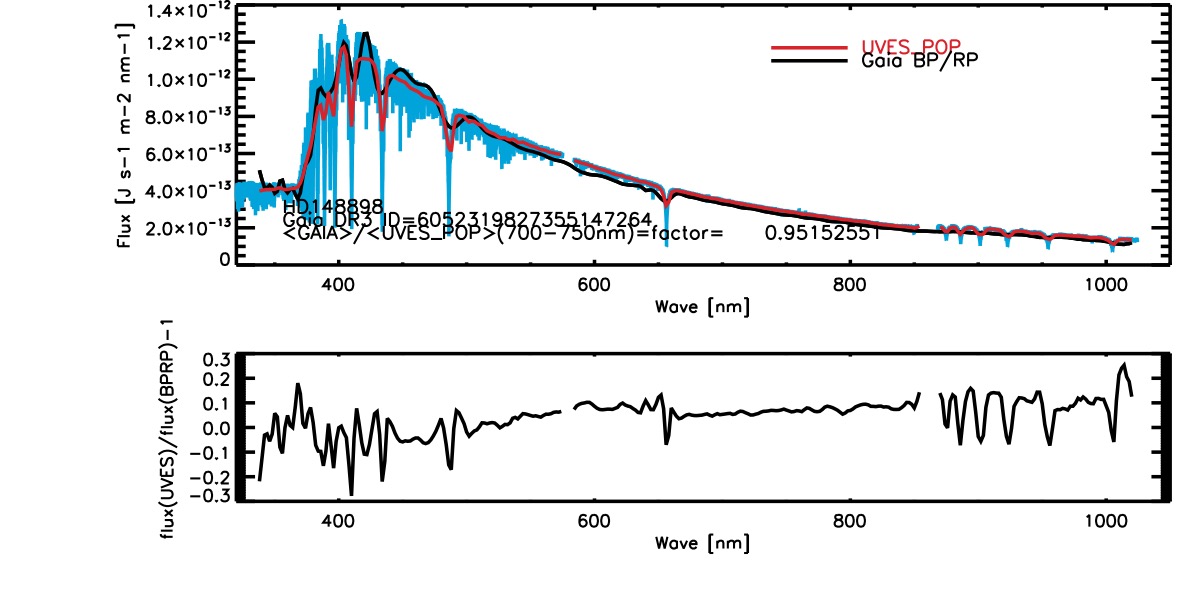 1.4×10−12
1.2×10−12
1.0×10−12
8.0×10−13
6.0×10−13
4.0×10−13
2.0×10−13
0
Flux [J s−1 m−2 nm−1]
UVES_POP
Gaia BP/RP
HD148898
Gaia DR3 ID=6052319827355147264
<GAIA>/<UVES_POP>(700−750nm)=factor= 0.95152551
400 600 800 1000
Wave [nm]
0.3
0.2
0.1
0.0
−0.1
−0.2
−0.3
flux(UVES)/flux(BPRP)−1
400 600 800 1000
Wave [nm]